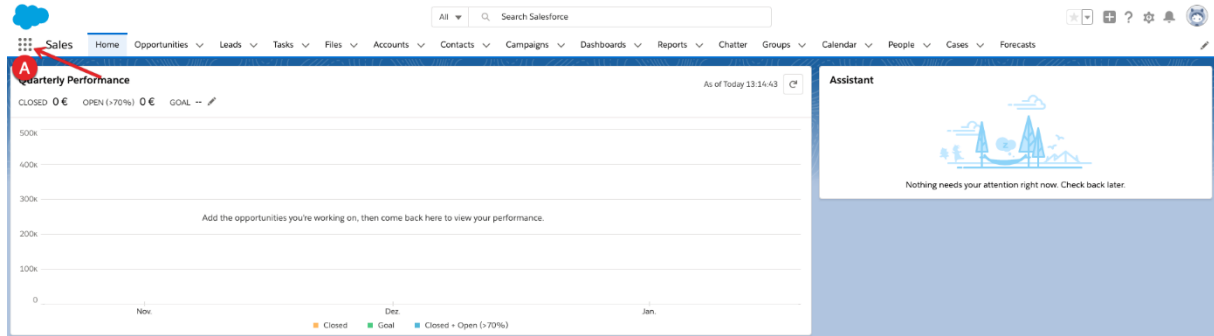 All Search Salesforce
Sales Home Opportunities Leads Tasks Files Accounts Contacts Campaigns Dashboards Reports Chatter Groups Calendar People Cases Forecasts
A
Quarterly Performance
As of Today 13:14:43
CLOSED 0 € OPEN (>70%) 0 € GOAL --
500K
400K
300K
Add the opportunities you're working on, then come back here to view your performance.
200K
100K
0
Nov. Dez. Jan.
Closed Goal Closed + Open (>70%)
Assistant
z
Nothing needs your attention right now. Check back later.